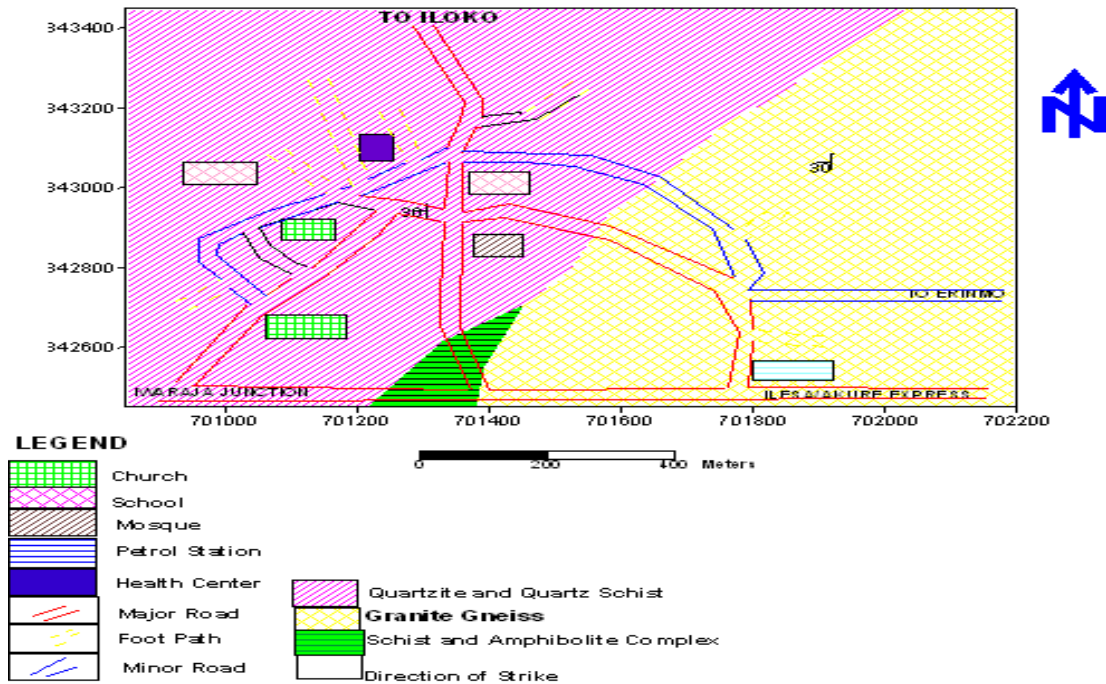 TO ILOKO
343400
343200
343000
342800
342600
30
30
TO ERINMO
MARAJA JUNCTION
ILESA/AKURE EXPRESS
701000 701200 701400 701600 701800 702000 702200
0 200 400 Meters
N
LEGEND
Church
School
Mosque
Petrol Station
Health Center
Major Road
Foot Path
Minor Road
Quartzite and Quartz Schist
Granite Gneiss
Schist and Amphibolite Complex
Direction of Strike